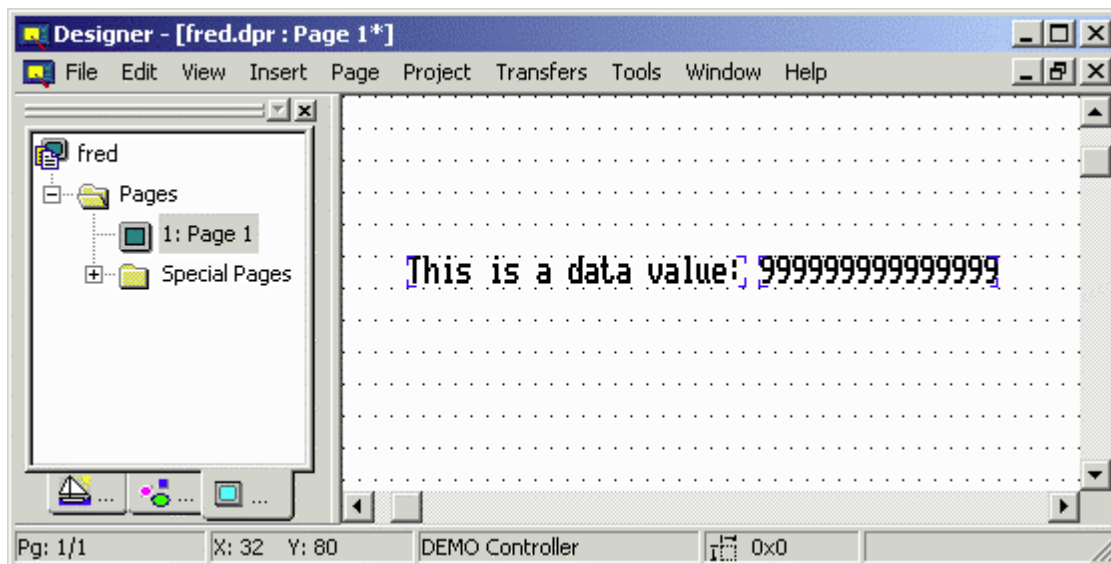 Designer - [fred.dpr : Page 1*]
File Edit View Insert Page Project Transfers Tools Window Help
fred
Pages
1: Page 1
Special Pages
This is a data value: 999999999999999
... ... ...
Pg: 1/1 X: 32 Y: 80 DEMO Controller 0x0